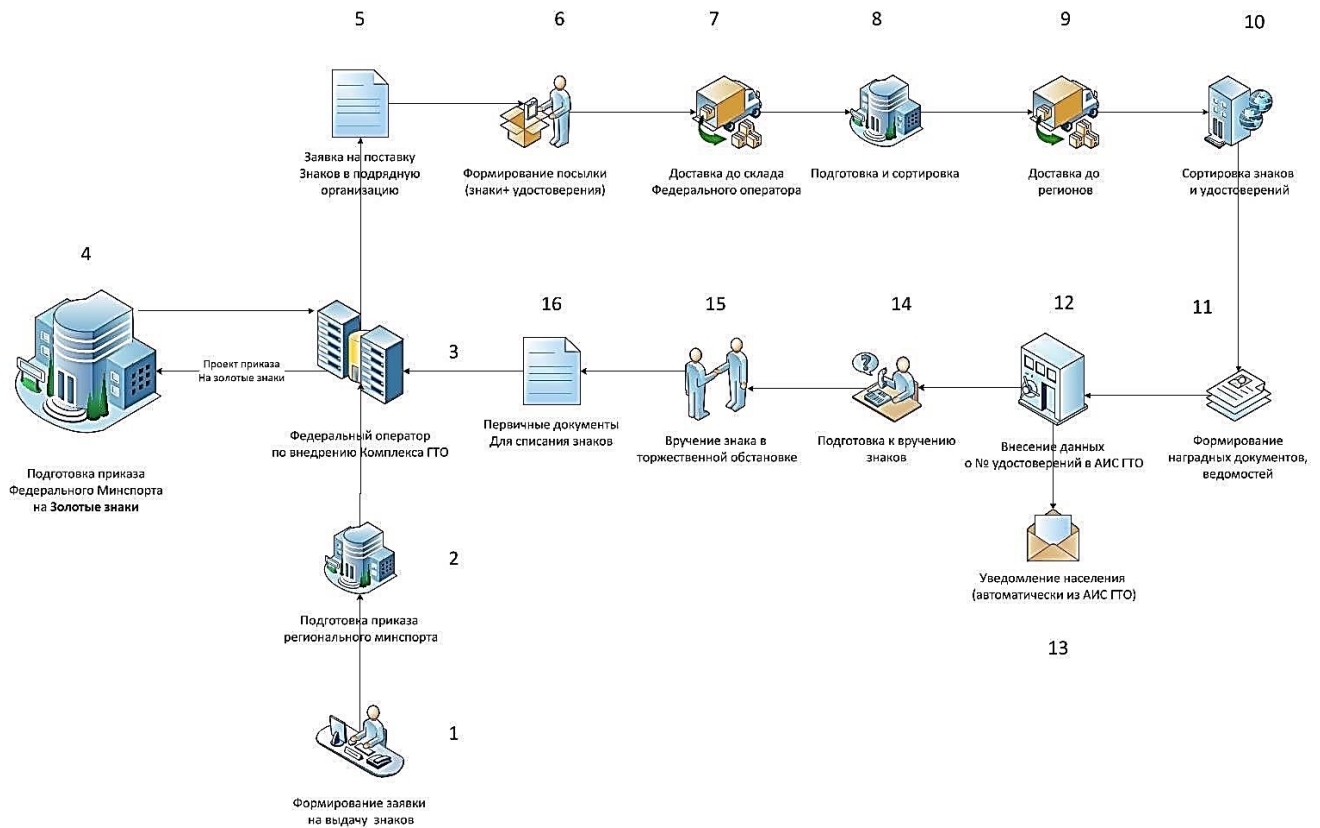 5
6
7
8
9
10
Заявка на поставку
Знаков в подрядную
организацию
Формирование посылки
(знаки+ удостоверения)
Доставка до склада
Федерального оператора
Подготовка и сортировка
Доставка до
регионов
Сортировка знаков
и удостоверений
4
Подготовка приказа
Федерального Минспорта
на Золотые знаки
Проект приказа
На золотые знаки
3
Федеральный оператор
по внедрению Комплекса ГТО
16
Первичные документы
Для списания знаков
15
Вручение знака в
торжественной обстановке
14
Подготовка к вручению
знаков
12
Внесение данных
о № удостоверений в АИС ГТО
11
Формирование
наградных документов,
ведомостей
Уведомление населения
(автоматически из АИС ГТО)
13
2
Подготовка приказа
регионального минспорта
1
Формирование заявки
на выдачу знаков